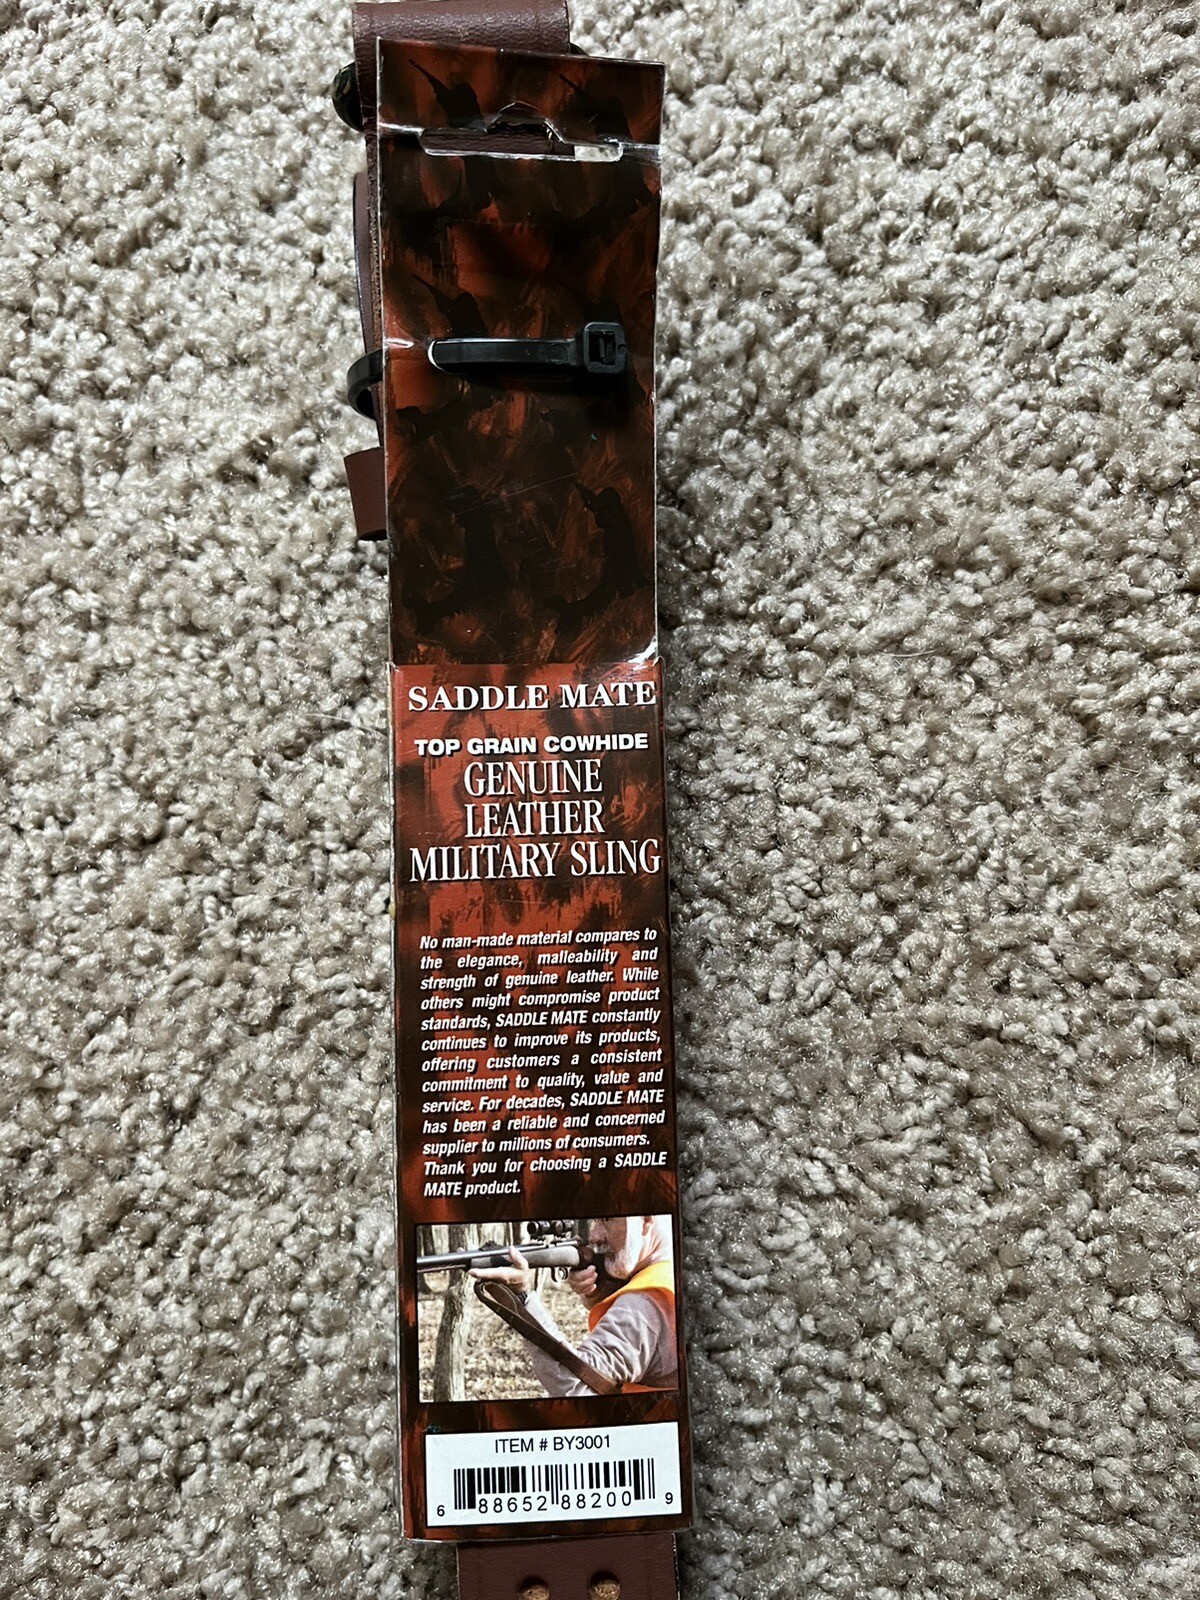 SADDLE MATE
TOP GRAIN COWHIDE
GENUINE
LEATHER
MILITARY SLING
No man-made material compares to
the elegance, malleability and
strength of genuine leather. While
others might compromise product
standards, SADDLE MATE constantly
continues to improve its products,
offering customers a consistent
commitment to quality, value and
service. For decades, SADDLE MATE
has been a reliable and concerned
supplier to millions of consumers.
Thank you for choosing a SADDLE
MATE product.
ITEM # BY3001
6 88652 88200 9